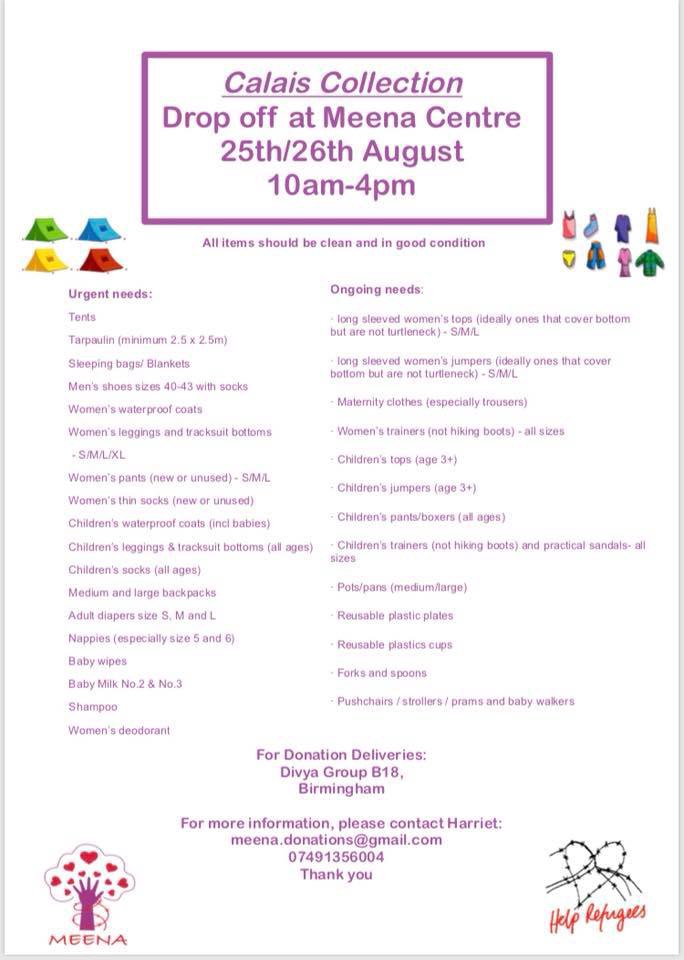 Calais Collection
Drop off at Meena Centre
25th/26th August
10am-4pm
All items should be clean and in good condition
Urgent needs:
Tents
Tarpaulin (minimum 2.5 x 2.5m)
Sleeping bags/ Blankets
Men's shoes sizes 40-43 with socks
Women's waterproof coats
Women's leggings and tracksuit bottoms
- S/M/L/XL
Women's pants (new or unused) - S/M/L
Women's thin socks (new or unused)
Children's waterproof coats (incl babies)
Children's leggings & tracksuit bottoms (all ages)
Children's socks (all ages)
Medium and large backpacks
Adult diapers size S, M and L
Nappies (especially size 5 and 6)
Baby wipes
Baby Milk No.2 & No.3
Shampoo
Women's deodorant
Ongoing needs:
· long sleeved women's tops (ideally ones that cover bottom
but are not turtleneck) - S/M/L
· long sleeved women's jumpers (ideally ones that cover
bottom but are not turtleneck) - S/M/L
· Maternity clothes (especially trousers)
· Women's trainers (not hiking boots) - all sizes
· Children's tops (age 3+)
· Children's jumpers (age 3+)
· Children's pants/boxers (all ages)
· Children's trainers (not hiking boots) and practical sandals- all
sizes
· Pots/pans (medium/large)
· Reusable plastic plates
· Reusable plastics cups
· Forks and spoons
· Pushchairs / strollers / prams and baby walkers
For Donation Deliveries:
Divya Group B18,
Birmingham
For more information, please contact Harriet:
meena.donations@gmail.com
07491356004
Thank you
MEENA
Help Refugees